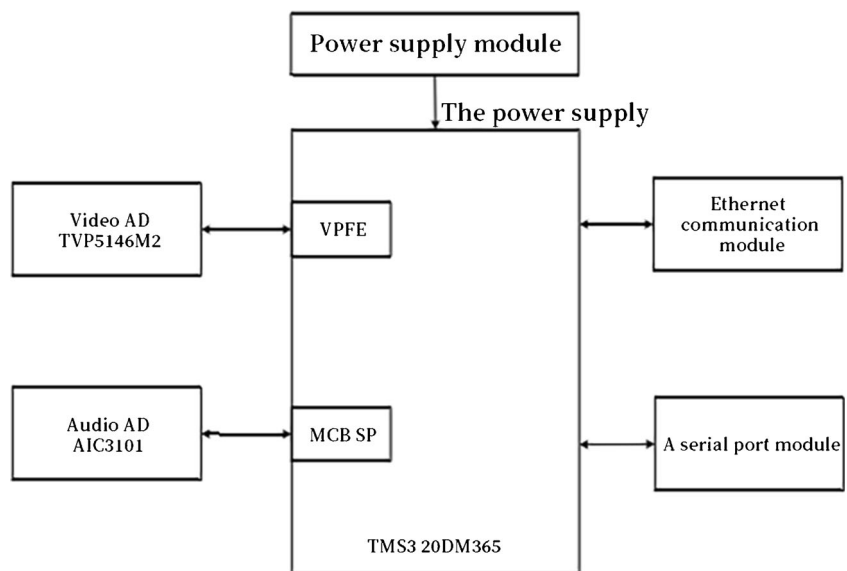 Power supply module
The power supply
Video AD
TVP5146M2
VPFE
Ethernet
communication
module
Audio AD
AIC3101
MCB SP
A serial port module
TMS3 20DM365